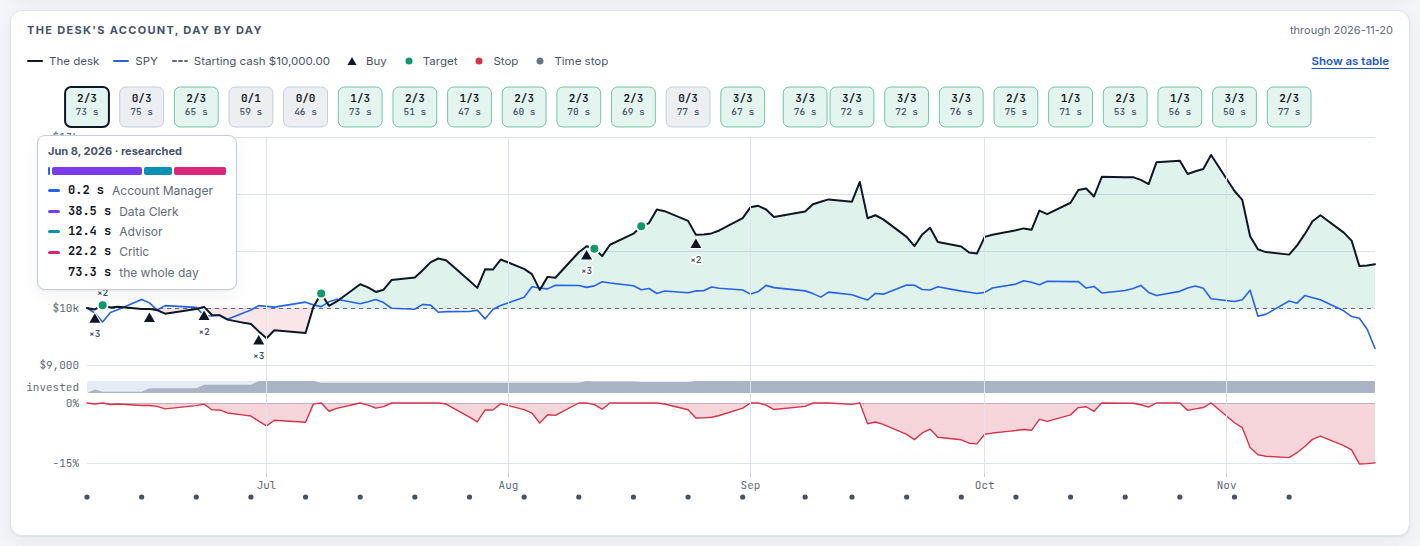 THE DESK'S ACCOUNT, DAY BY DAY
through 2026-11-20
The desk
SPY
Starting cash $10,000.00
Buy
Target
Stop
Time stop
Show as table
2/3 0/3 2/3 0/1 0/0 1/3 2/3 1/3 2/3 2/3 2/3 0/3 3/3 3/3 3/3 3/3 3/3 2/3 1/3 2/3 1/3 3/3 2/3
73 s 75 s 65 s 59 s 46 s 73 s 51 s 47 s 60 s 70 s 69 s 77 s 67 s 76 s 72 s 72 s 76 s 75 s 71 s 53 s 56 s 50 s 77 s
Jun 8, 2026 · researched
0.2 s Account Manager
38.5 s Data Clerk
12.4 s Advisor
22.2 s Critic
73.3 s the whole day
×3
×2
×2
$10k
×3
×2
×3
$9,000
invested
0%
-15%
Jul Aug Sep Oct Nov